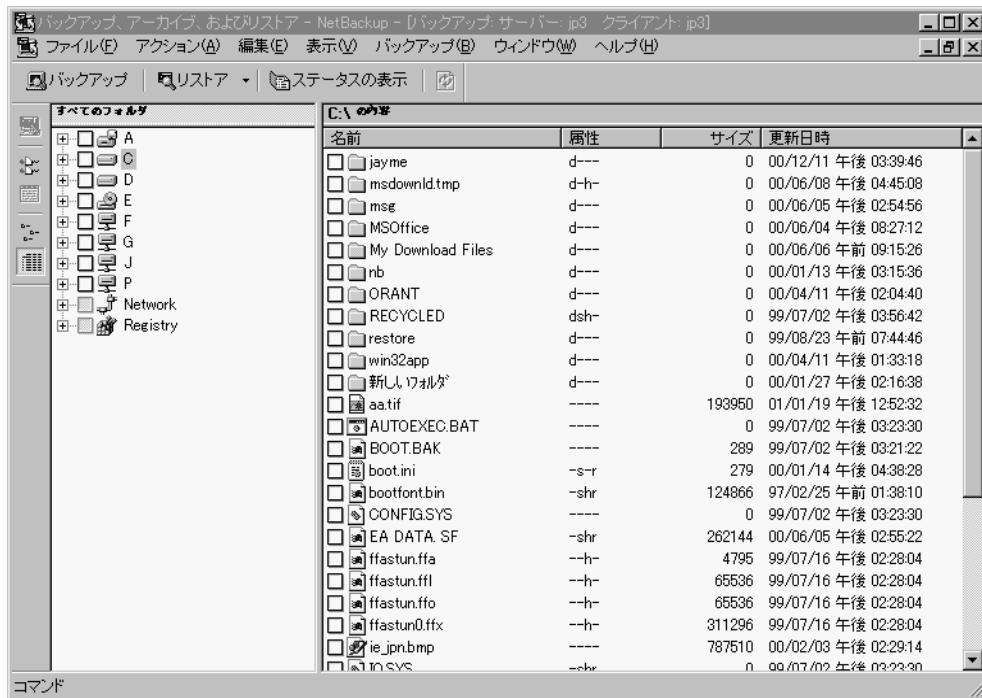 バックアップ、アーカイブ、およびリストア - NetBackup - [バックアップ: サーバー: jp3 クライアント: jp3]
ファイル(F) アクション(A) 編集(E) 表示(V) バックアップ(B) ウィンドウ(W) ヘルプ(H)
バックアップ リストア ステータスの表示
すべてのフォルダ
A
C
D
E
F
G
J
P
Network
Registry
C:\ の内容
名前 属性 サイズ 更新日時
jayme d--- 0 00/12/11 午後 03:39:46
msdownld.tmp d-h- 0 00/06/08 午後 04:45:08
msg d--- 0 00/06/05 午後 02:54:56
MSOffice d--- 0 00/06/04 午後 08:27:12
My Download Files d--- 0 00/06/06 午前 09:15:26
nb d--- 0 00/01/13 午後 03:15:36
ORANT d--- 0 00/04/11 午後 02:04:40
RECYCLED dsh- 0 99/07/02 午後 03:56:42
restore d--- 0 99/08/23 午前 07:44:46
win32app d--- 0 00/04/11 午後 01:33:18
新しいフォルダ d--- 0 00/01/27 午後 02:16:38
aa.tif ---- 193950 01/01/19 午後 12:52:32
AUTOEXEC.BAT ---- 0 99/07/02 午後 03:23:30
BOOT.BAK ---- 289 99/07/02 午後 03:21:22
boot.ini -s-r 279 00/01/14 午後 04:38:28
bootfont.bin -shr 124866 97/02/25 午前 01:38:10
CONFIG.SYS ---- 0 99/07/02 午後 03:23:30
EA DATA. SF -shr 262144 00/06/05 午後 02:55:22
ffastun.ffa --h- 4795 99/07/16 午後 02:28:04
ffastun.ffl --h- 65536 99/07/16 午後 02:28:04
ffastun.ffo --h- 65536 99/07/16 午後 02:28:04
ffastun0.ffx --h- 311296 99/07/16 午後 02:28:04
ie_jpn.bmp ---- 787510 00/02/03 午後 02:29:14
IO.SYS -shr 0 99/07/02 午後 03:23:30
コマンド